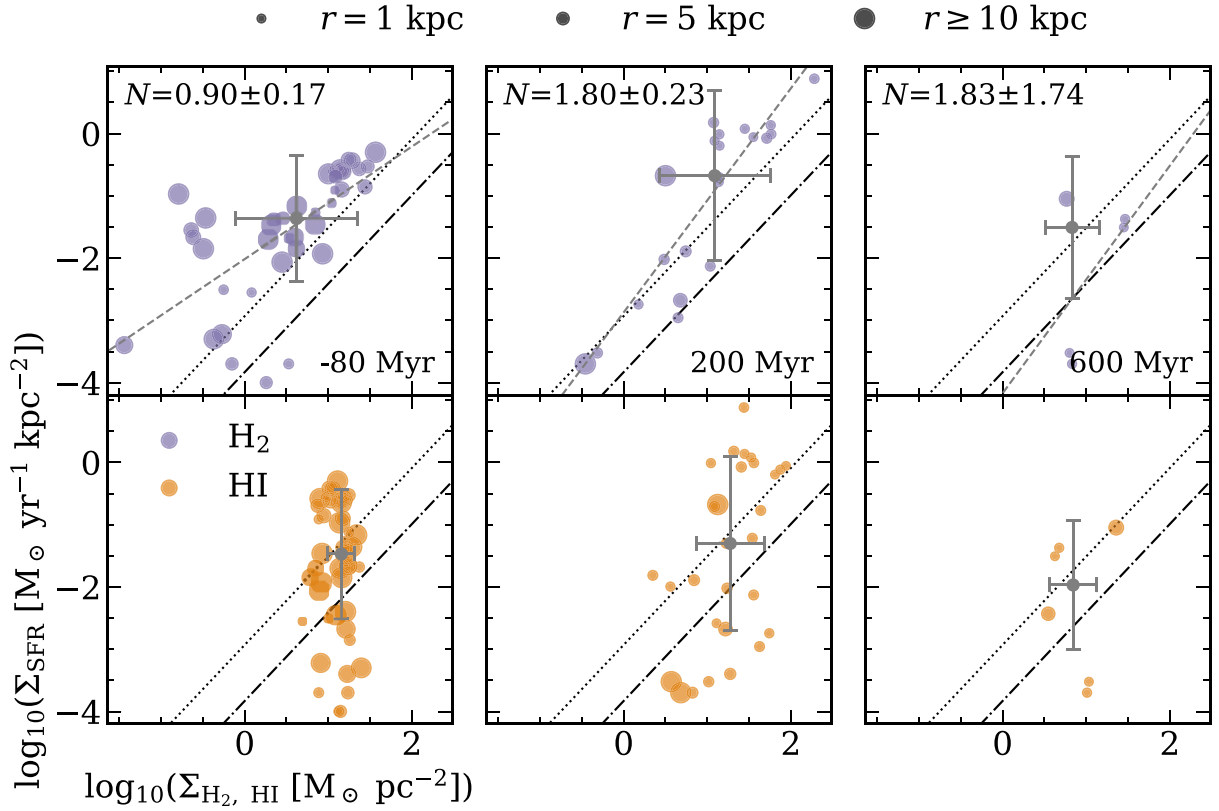 r = 1 kpc r = 5 kpc r ≥ 10 kpc
N=0.90±0.17 N=1.80±0.23 N=1.83±1.74
0
−2
-80 Myr 200 Myr 600 Myr
−4
H₂
HI
0
−2
−4
0 2 0 2 0 2
log₁₀(Σ_SFR [M⊙ yr⁻¹ kpc⁻²])
log₁₀(Σ_H₂, HI [M⊙ pc⁻²])